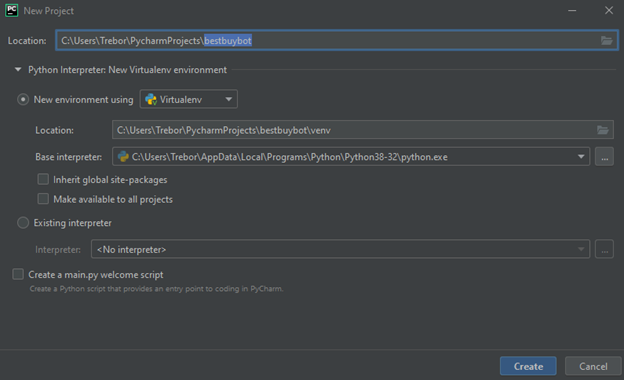 PC New Project
Location: C:\Users\Trebor\PycharmProjects\bestbuybot
Python Interpreter: New Virtualenv environment
New environment using Virtualenv
Location: C:\Users\Trebor\PycharmProjects\bestbuybot\venv
Base interpreter: C:\Users\Trebor\AppData\Local\Programs\Python\Python38-32\python.exe ...
Inherit global site-packages
Make available to all projects
Existing interpreter
Interpreter: <No interpreter> ...
Create a main.py welcome script
Create a Python script that provides an entry point to coding in PyCharm.
Create Cancel